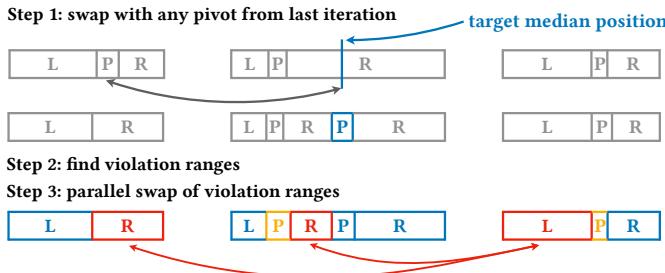 Step 1: swap with any pivot from last iteration
target median position
L P R L P R L P R
L R L P R P R L P R
Step 2: find violation ranges
Step 3: parallel swap of violation ranges
L R L P R P R L P R